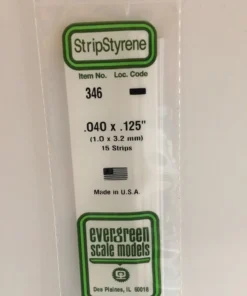 StripStyrene
Item No. Loc. Code
346
.040 x .125"
(1.0 x 3.2 mm)
15 Strips
Made in U.S.A.
evergreen
scale models
Des Plaines, IL 60018